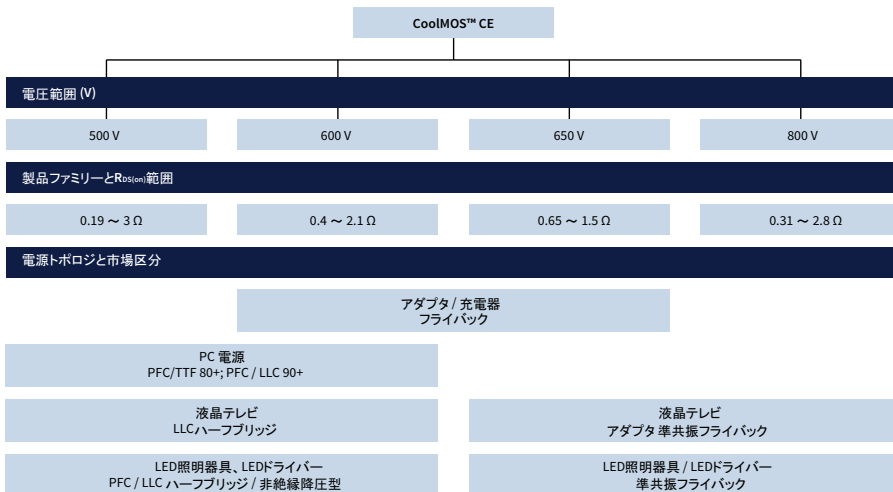 CoolMOS™ CE
電圧範囲 (V)
500 V
600 V
650 V
800 V
製品ファミリーとRDS(on)範囲
0.19 ～ 3 Ω
0.4 ～ 2.1 Ω
0.65 ～ 1.5 Ω
0.31 ～ 2.8 Ω
電源トポロジと市場区分
アダプタ / 充電器
フライバック
PC 電源
PFC/TTF 80+; PFC / LLC 90+
液晶テレビ
LLCハーフブリッジ
液晶テレビ
アダプタ 準共振フライバック
LED照明器具、LEDドライバー
PFC / LLC ハーフブリッジ / 非絶縁降圧型
LED照明器具 / LEDドライバー
準共振フライバック